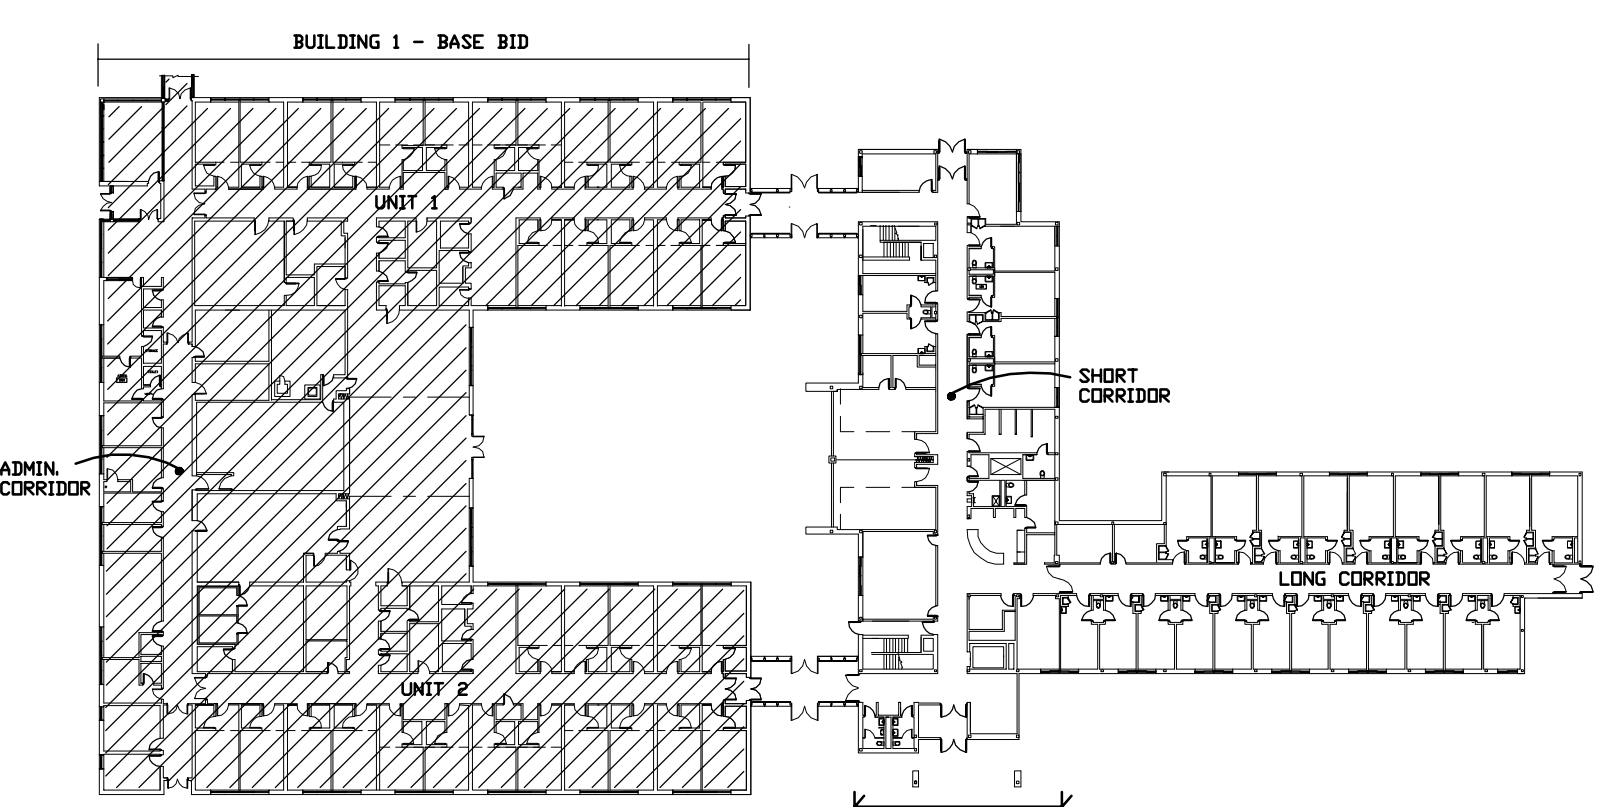 BUILDING 1 - BASE BID
UNIT 1
SHORT
CORRIDOR
ADMIN.
CORRIDOR
LONG CORRIDOR
UNIT 2